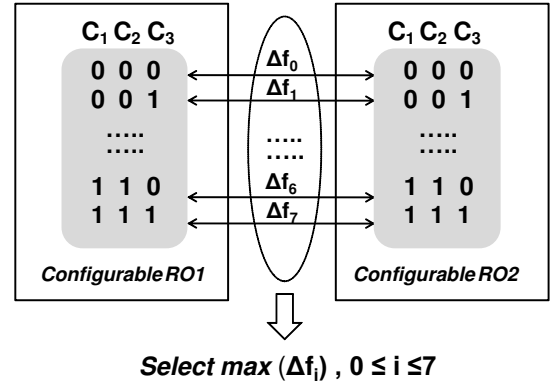 C₁ C₂ C₃ C₁ C₂ C₃
0 0 0 Δf₀ 0 0 0
0 0 1 Δf₁ 0 0 1
..... ..... .....
..... ..... .....
1 1 0 Δf₆ 1 1 0
1 1 1 Δf₇ 1 1 1
Configurable RO1 Configurable RO2
Select max (Δfᵢ) , 0 ≤ i ≤7